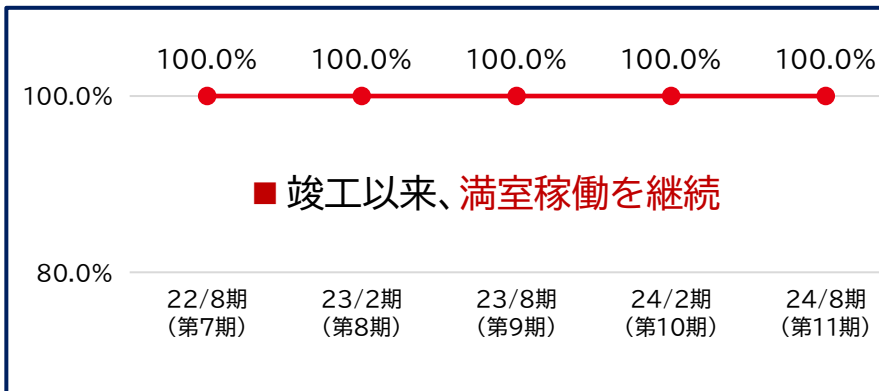 100.0% 100.0% 100.0% 100.0% 100.0%
100.0%
■ 竣工以来、満室稼働を継続
80.0%
22/8期 23/2期 23/8期 24/2期 24/8期
(第7期) (第8期) (第9期) (第10期) (第11期)